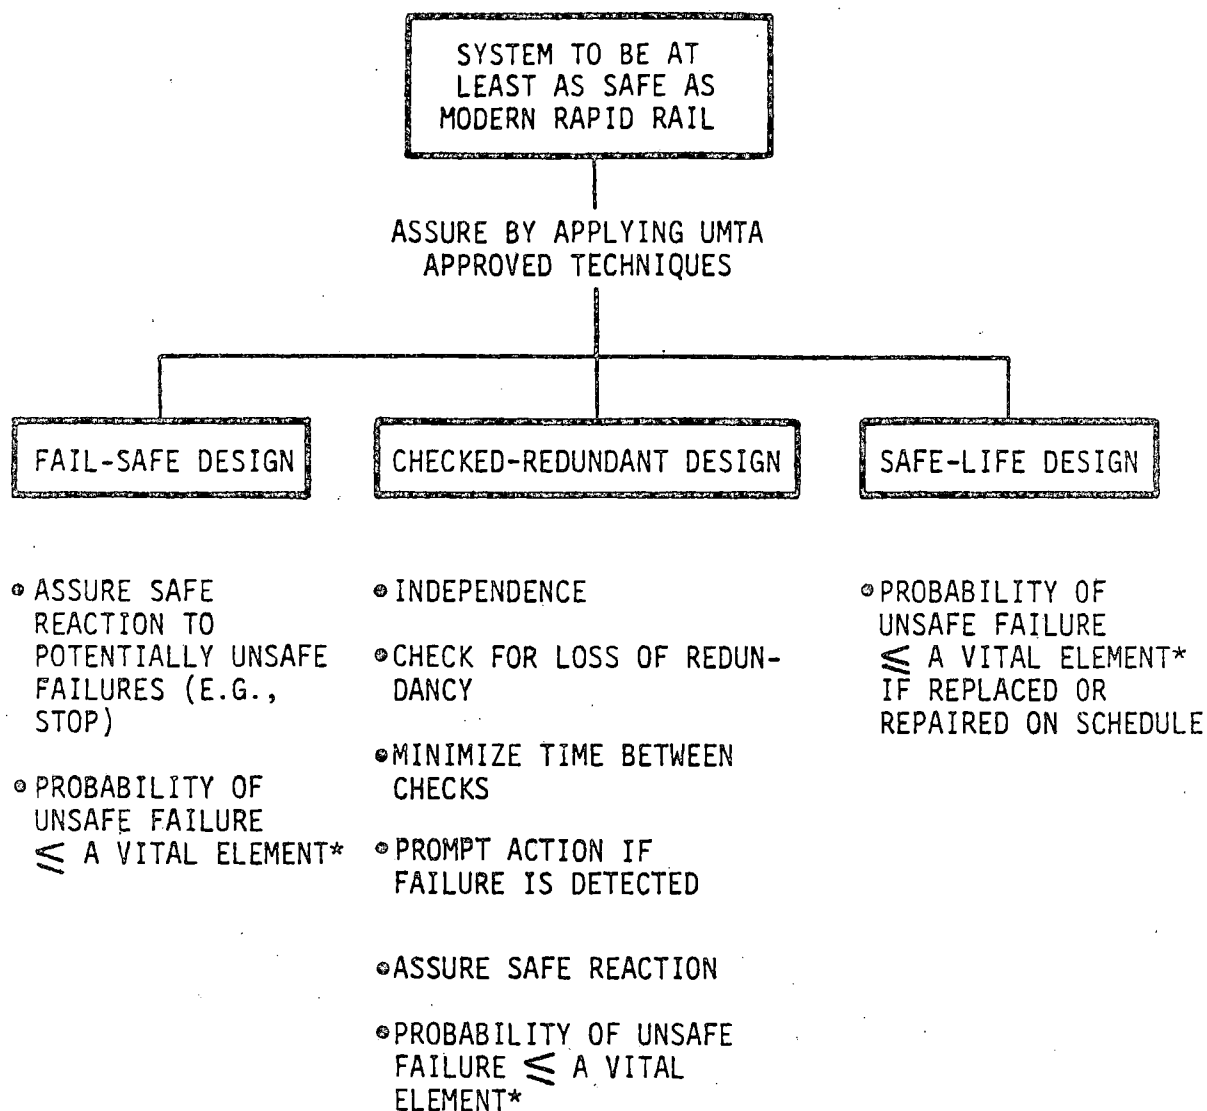 SYSTEM TO BE AT
LEAST AS SAFE AS
MODERN RAPID RAIL
ASSURE BY APPLYING UMTA
APPROVED TECHNIQUES
FAIL-SAFE DESIGN
CHECKED-REDUNDANT DESIGN
SAFE-LIFE DESIGN
• ASSURE SAFE
REACTION TO
POTENTIALLY UNSAFE
FAILURES (E.G.,
STOP)
• PROBABILITY OF
UNSAFE FAILURE
≦ A VITAL ELEMENT*
• INDEPENDENCE
• CHECK FOR LOSS OF REDUN-
DANCY
• MINIMIZE TIME BETWEEN
CHECKS
• PROMPT ACTION IF
FAILURE IS DETECTED
• ASSURE SAFE REACTION
• PROBABILITY OF UNSAFE
FAILURE ≦ A VITAL
ELEMENT*
• PROBABILITY OF
UNSAFE FAILURE
≦ A VITAL ELEMENT*
IF REPLACED OR
REPAIRED ON SCHEDULE